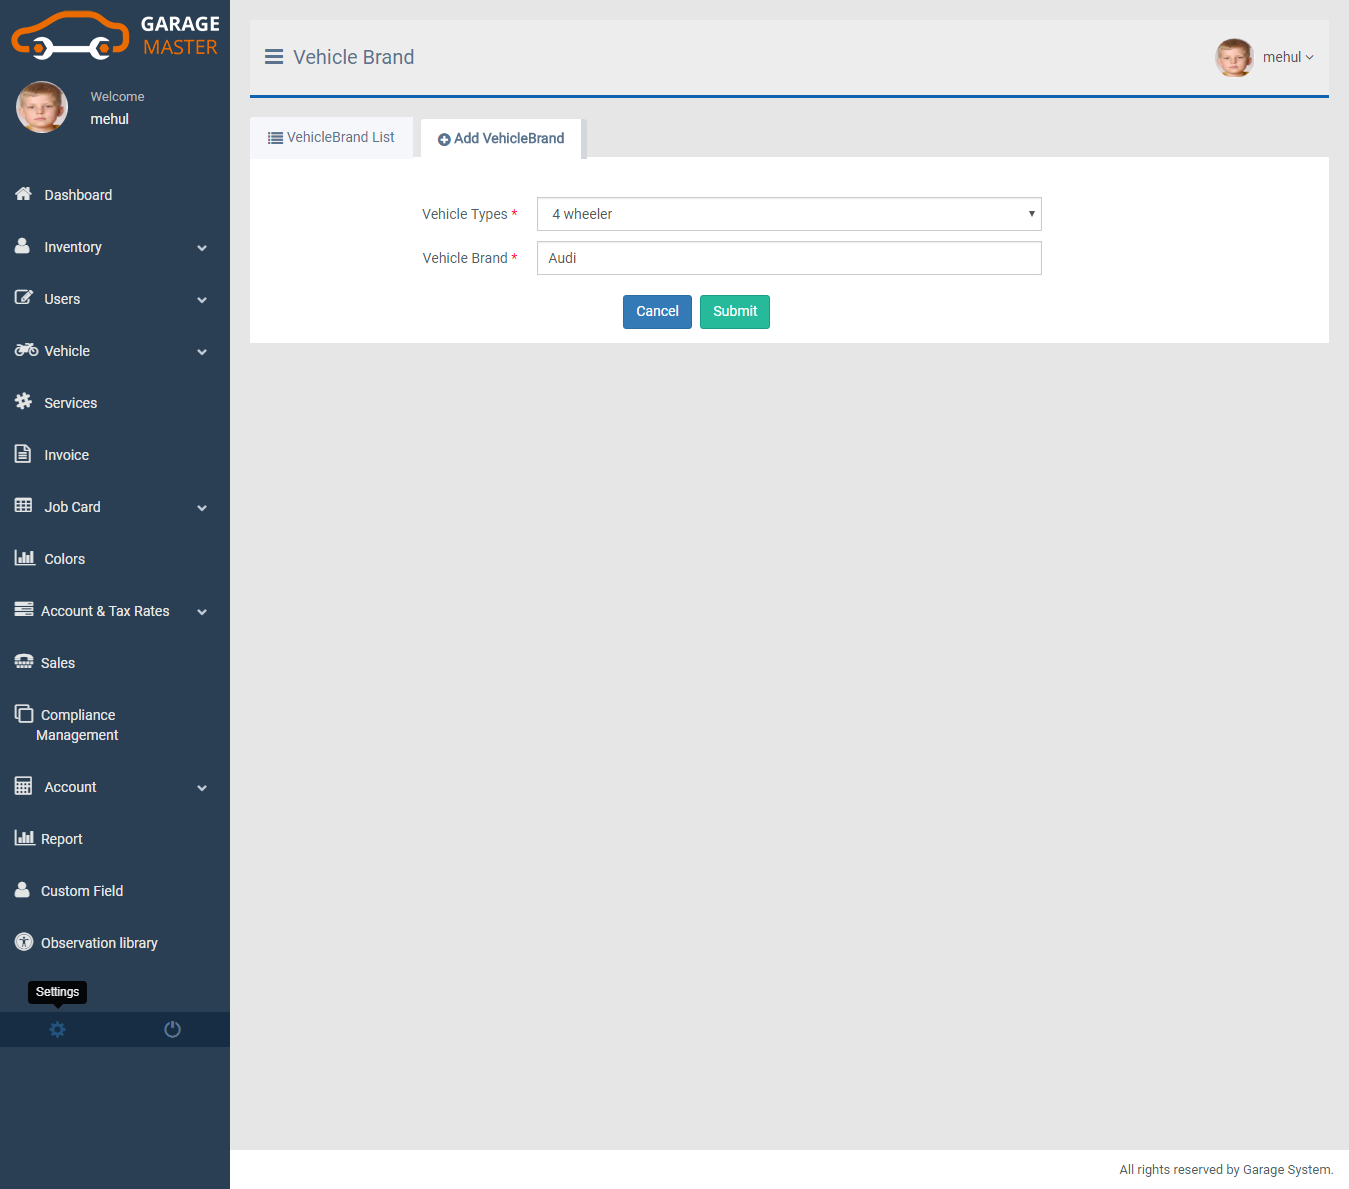 GARAGE
MASTER
Welcome
mehul
Dashboard
Inventory
Users
Vehicle
Services
Invoice
Job Card
Colors
Account & Tax Rates
Sales
Compliance
Management
Account
Report
Custom Field
Observation library
Settings
Vehicle Brand
mehul
VehicleBrand List
Add VehicleBrand
Vehicle Types *
4 wheeler
Vehicle Brand *
Audi
Cancel Submit
All rights reserved by Garage System.